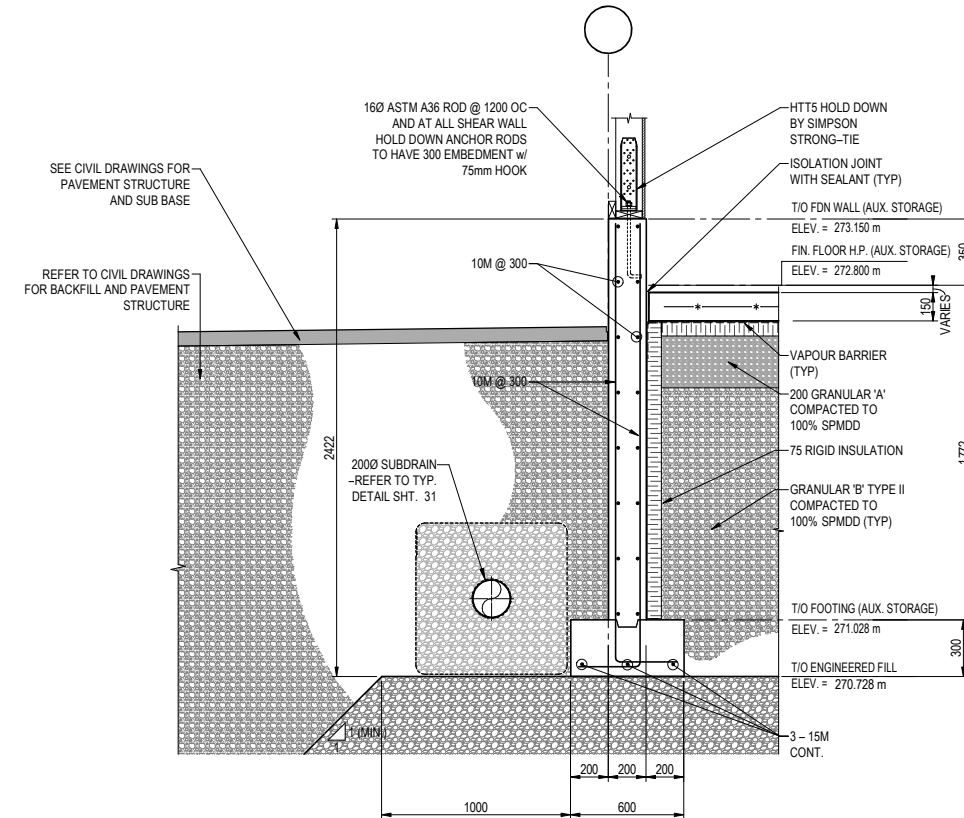 16Ø ASTM A36 ROD @ 1200 OC
AND AT ALL SHEAR WALL
HOLD DOWN ANCHOR RODS
TO HAVE 300 EMBEDMENT w/
75mm HOOK
HTT5 HOLD DOWN
BY SIMPSON
STRONG–TIE
ISOLATION JOINT
WITH SEALANT (TYP)
SEE CIVIL DRAWINGS FOR
PAVEMENT STRUCTURE
AND SUB BASE
T/O FDN WALL (AUX. STORAGE)
ELEV. = 273.150 m
FIN. FLOOR H.P. (AUX. STORAGE)
ELEV. = 272.800 m
350
REFER TO CIVIL DRAWINGS
FOR BACKFILL AND PAVEMENT
STRUCTURE
10M @ 300
150
VARIES
VAPOUR BARRIER
(TYP)
10M @ 300
200 GRANULAR 'A'
COMPACTED TO
100% SPMDD
2422
75 RIGID INSULATION
1772
200Ø SUBDRAIN
–REFER TO TYP.
DETAIL SHT. 31
GRANULAR 'B' TYPE II
COMPACTED TO
100% SPMDD (TYP)
T/O FOOTING (AUX. STORAGE)
ELEV. = 271.028 m
300
T/O ENGINEERED FILL
ELEV. = 270.728 m
1 (MIN)
1
3 – 15M
CONT.
200
200
200
1000
600